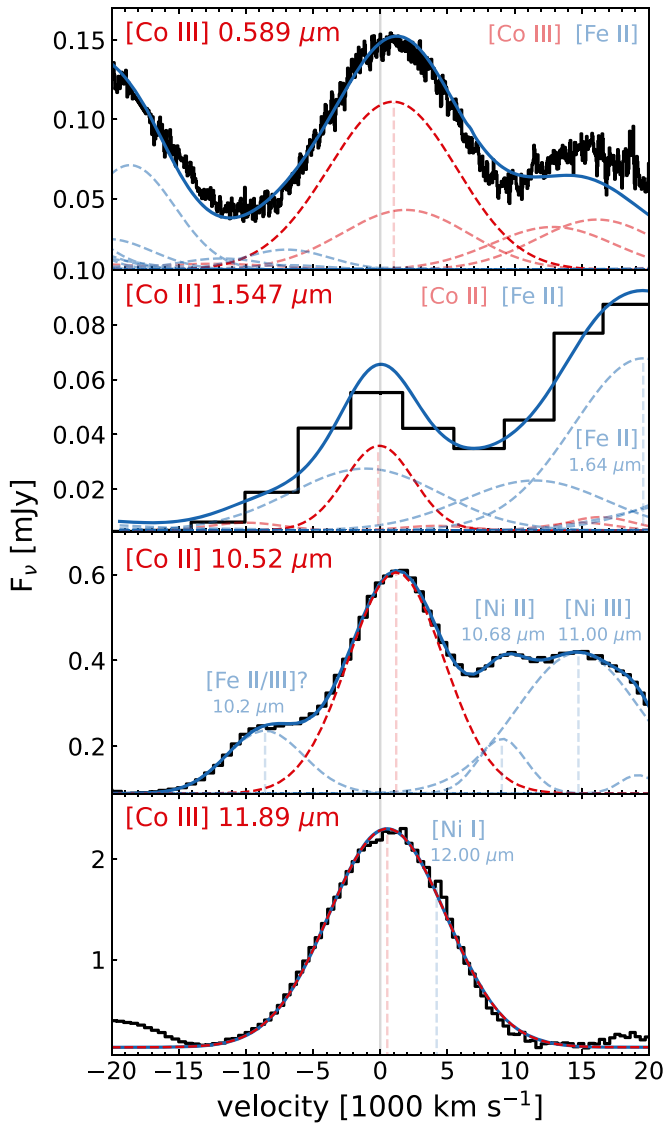 [Co III] 0.589 μm
[Co III] [Fe II]
0.15
0.10
0.05
0.10
[Co II] 1.547 μm
[Co II] [Fe II]
0.08
0.06
0.04
0.02
[Fe II]
1.64 μm
Fν [mJy]
[Co II] 10.52 μm
0.6
0.4
0.2
[Fe II/III]?
10.2 μm
[Ni II]
10.68 μm
[Ni III]
11.00 μm
[Co III] 11.89 μm
[Ni I]
12.00 μm
2
1
−20 −15 −10 −5 0 5 10 15 20
velocity [1000 km s⁻¹]